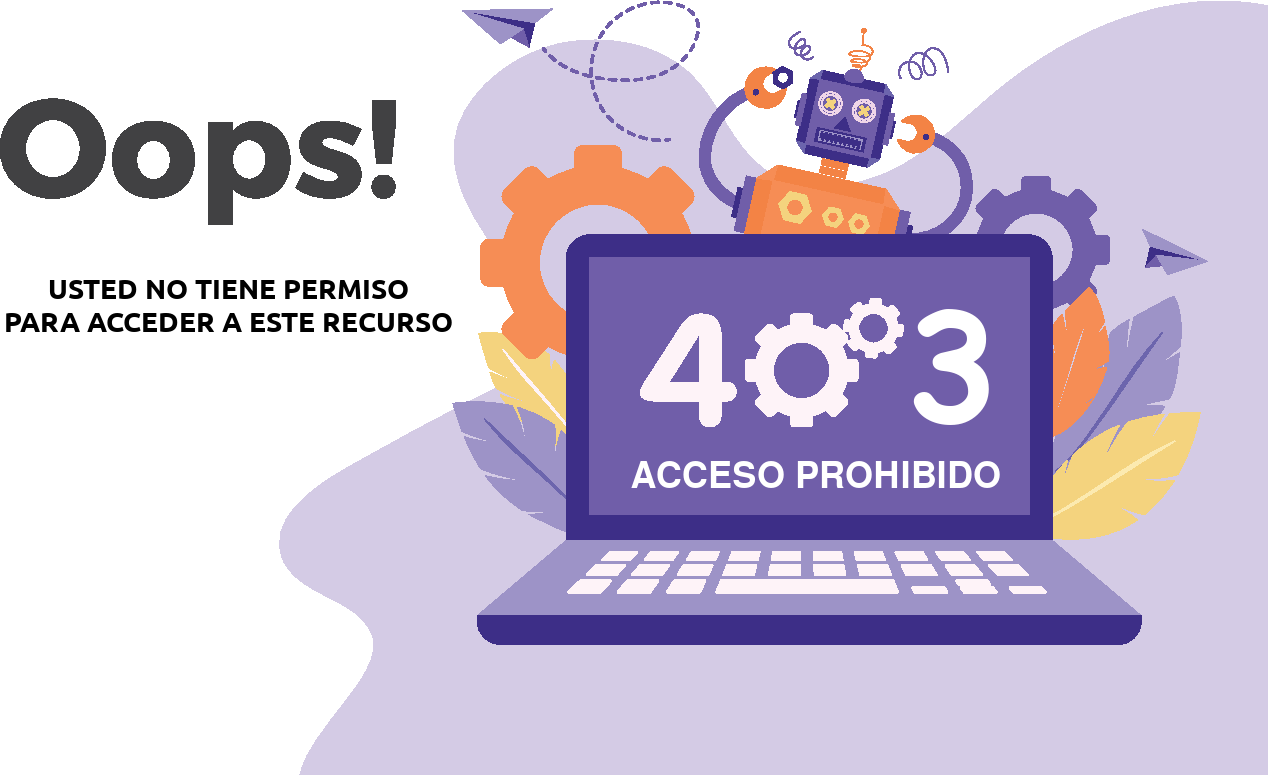 Oops!
USTED NO TIENE PERMISO
PARA ACCEDER A ESTE RECURSO
403
ACCESO PROHIBIDO